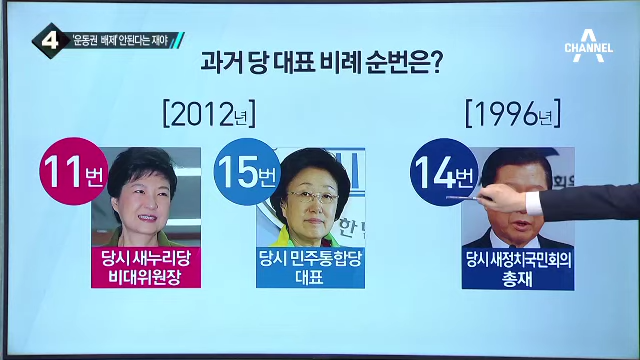 4
'운동권 배제' 안된다는 재야
CHANNEL A
과거 당 대표 비례 순번은?
[2012년]
[1996년]
11번
15번
14번
당시 새누리당
비대위원장
당시 민주통합당
대표
당시 새정치국민회의
총재